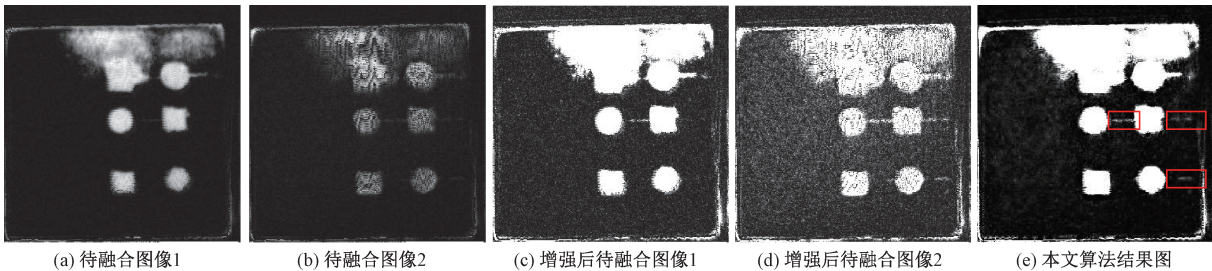 (a) 待融合图像1
(b) 待融合图像2
(c) 增强后待融合图像1
(d) 增强后待融合图像2
(e) 本文算法结果图